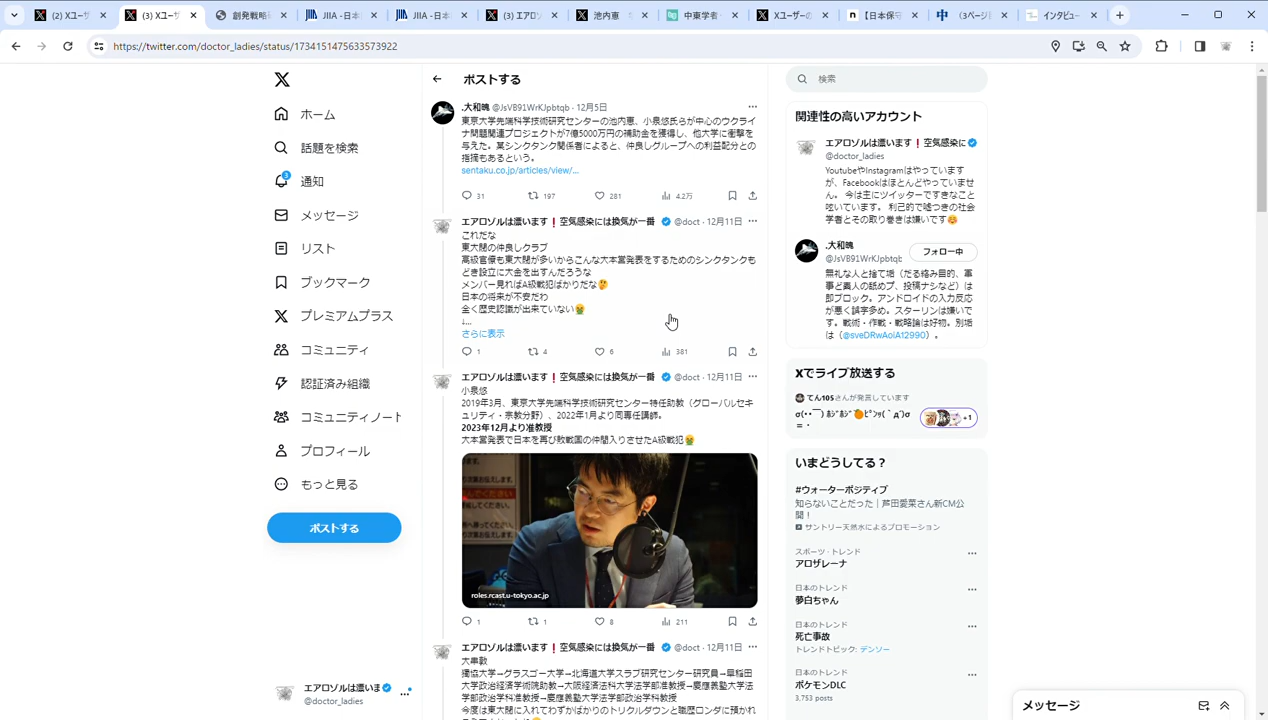 (2) Xユーザ
(3) Xユーザ
創発戦略
JIIA -日本
JIIA -日本
(3) エアロ
池内恵
中東学者
Xユーザーの
【日本保
3ページ
インタビュー
https://twitter.com/doctor_ladies/status/1734151475633573922
ホーム
話題を検索
3
通知
メッセージ
リスト
ブックマーク
プレミアムプラス
コミュニティ
認証済み組織
コミュニティノート
プロフィール
もっと見る
ポストする
エアロゾルは漂いま
@doctor_ladies
ポストする
.大和魄 @JsVB91WrKJpbtqb · 12月5日
東京大学先端科学技術研究センターの池内恵、小泉悠氏らが中心のウクライ
ナ問題関連プロジェクトが7億5000万円の補助金を獲得し、他大学に衝撃を
与えた。某シンクタンク関係者によると、仲良しグループへの利益配分との
指摘もあるという。
sentaku.co.jp/articles/view/...
31 197 281 4.2万
エアロゾルは漂います❗空気感染には換気が一番 @doct · 12月11日
これだな
東大閥の仲良しクラブ
高級官僚も東大閥が多いからこんな大本営発表をするためのシンクタンクも
どき設立に大金を出すんだろうな
メンバー見ればA級戦犯ばかりだな🤔
日本の将来が不安だわ
全く歴史認識が出来ていない🤮
↓...
さらに表示
1 4 6 381
エアロゾルは漂います❗空気感染には換気が一番 @doct · 12月11日
小泉悠
2019年3月、東京大学先端科学技術研究センター特任助教（グローバルセキ
ュリティ・宗教分野）、2022年1月より同専任講師。
2023年12月より准教授
大本営発表で日本を再び敗戦国の仲間入りさせたA級戦犯🤮
roles.rcast.u-tokyo.ac.jp
1 1 8 211
エアロゾルは漂います❗空気感染には換気が一番 @doct · 12月11日
大串敦
獨協大学→グラスゴー大学→北海道大学スラブ研究センター研究員→早稲田
大学政治経済学術院助教→大阪経済法科大学法学部准教授→慶應義塾大学法
学部政治学科准教授→慶應義塾大学法学部政治学科教授
今度は東大閥に入れてわずかばかりのトリクルダウンと職歴ロンダに預かれ
検索
関連性の高いアカウント
エアロゾルは漂います❗空気感染に
@doctor_ladies
YoutubeやInstagramはやっています
が、Facebookはほとんどやっていませ
ん。 今は主にツイッターですきなこと
呟いています。 利己的で嘘つきの社会
学者とその取り巻きは嫌いです
.大和魄
@JsVB91WrKJpbtqb
フォロー中
無礼な人と捨て垢（だる絡み目的、軍
事ど素人の舐めプ、投稿ナシなど）は
即ブロック。アンドロイドの入力反応
が悪く誤字多め。スターリンは嫌いで
す。戦術・作戦・戦略論は好物。別垢
は（@sveDRwAoiA12990）。
Xでライブ放送する
てん105さんが発言しています
+1
いまどうしてる？
#ウォーターポジティブ
知らないことだった｜芦田愛菜さん新CM公
開！
サントリー天然水によるプロモーション
スポーツ・トレンド
アロザレーナ
日本のトレンド
夢白ちゃん
日本のトレンド
死亡事故
トレンドトピック: デンソー
日本のトレンド
ポケモンDLC
3,753 posts
メッセージ